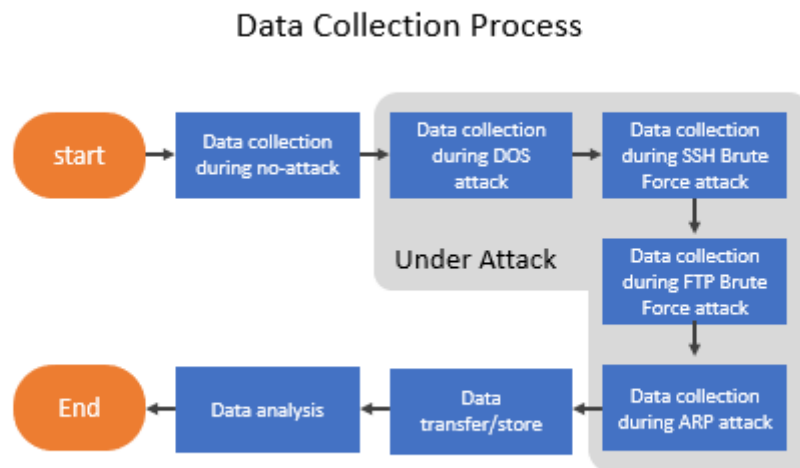 Data Collection Process
start
Data collection
during no-attack
Data collection
during DOS
attack
Data collection
during SSH Brute
Force attack
Under Attack
Data collection
during FTP Brute
Force attack
Data collection
during ARP attack
Data
transfer/store
Data analysis
End